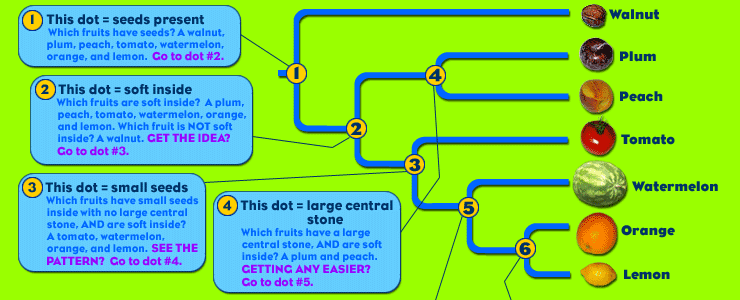 1 This dot = seeds present
Which fruits have seeds? A walnut,
plum, peach, tomato, watermelon,
orange, and lemon. Go to dot #2.
2 This dot = soft inside
Which fruits are soft inside? A plum,
peach, tomato, watermelon, orange,
and lemon. Which fruit is NOT soft
inside? A walnut. GET THE IDEA?
Go to dot #3.
3 This dot = small seeds
Which fruits have small seeds
inside with no large central
stone, AND are soft inside?
A tomato, watermelon,
orange, and lemon. SEE THE
PATTERN? Go to dot #4.
4 This dot = large central
stone
Which fruits have a large
central stone, AND are soft
inside? A plum and peach.
GETTING ANY EASIER?
Go to dot #5.
1
2
3
4
5
6
Walnut
Plum
Peach
Tomato
Watermelon
Orange
Lemon